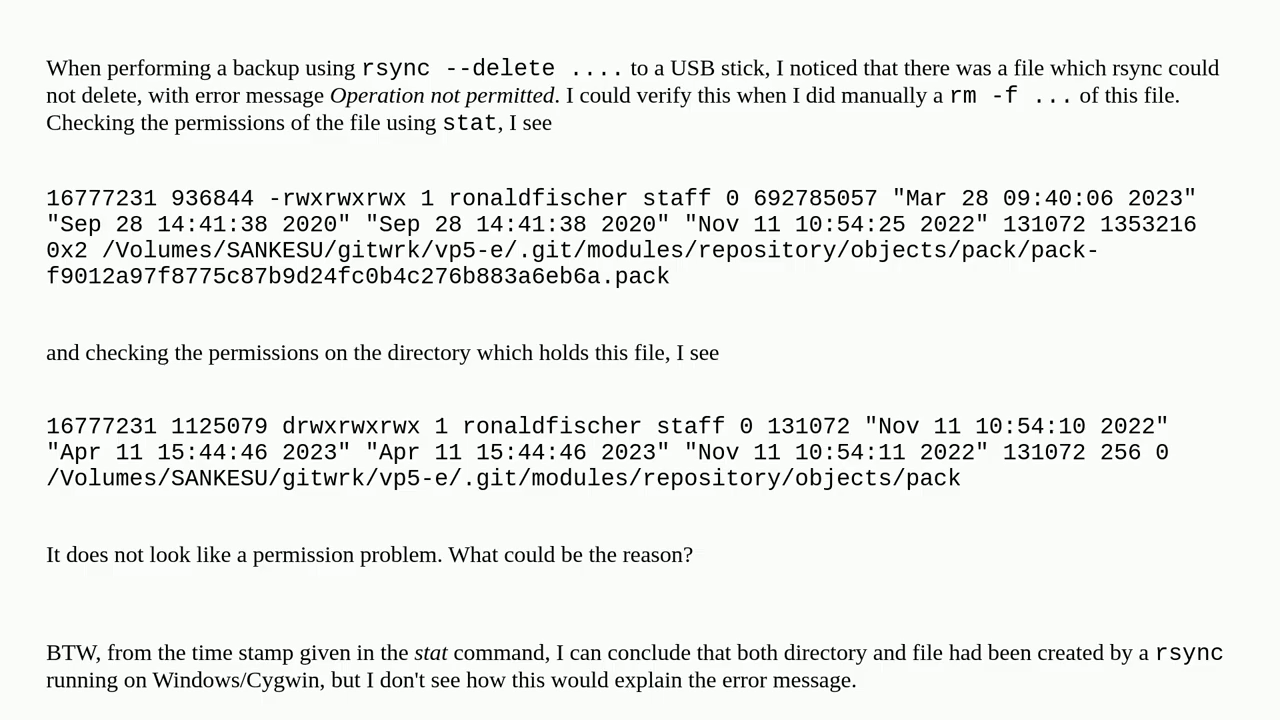 When performing a backup using rsync --delete .... to a USB stick, I noticed that there was a file which rsync could
not delete, with error message Operation not permitted. I could verify this when I did manually a rm -f ... of this file.
Checking the permissions of the file using stat, I see
16777231 936844 -rwxrwxrwx 1 ronaldfischer staff 0 692785057 "Mar 28 09:40:06 2023"
"Sep 28 14:41:38 2020" "Sep 28 14:41:38 2020" "Nov 11 10:54:25 2022" 131072 1353216
0x2 /Volumes/SANKESU/gitwrk/vp5-e/.git/modules/repository/objects/pack/pack-
f9012a97f8775c87b9d24fc0b4c276b883a6eb6a.pack
and checking the permissions on the directory which holds this file, I see
16777231 1125079 drwxrwxrwx 1 ronaldfischer staff 0 131072 "Nov 11 10:54:10 2022"
"Apr 11 15:44:46 2023" "Apr 11 15:44:46 2023" "Nov 11 10:54:11 2022" 131072 256 0
/Volumes/SANKESU/gitwrk/vp5-e/.git/modules/repository/objects/pack
It does not look like a permission problem. What could be the reason?
BTW, from the time stamp given in the stat command, I can conclude that both directory and file had been created by a rsync
running on Windows/Cygwin, but I don't see how this would explain the error message.